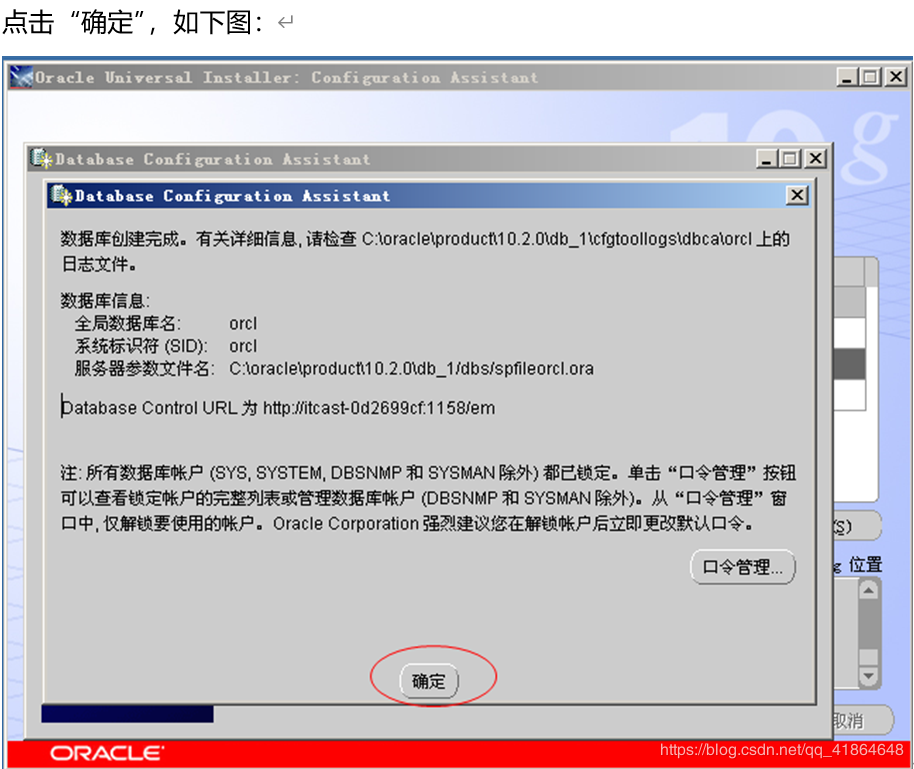 点击“确定”，如下图：
Oracle Universal Installer: Configuration Assistant
10g
Database Configuration Assistant
Database Configuration Assistant
数据库创建完成。有关详细信息, 请检查 C:\oracle\product\10.2.0\db_1\cfgtoollogs\dbca\orcl 上的
日志文件。
数据库信息:
全局数据库名: orcl
系统标识符 (SID): orcl
服务器参数文件名: C:\oracle\product\10.2.0\db_1/dbs/spfileorcl.ora
Database Control URL 为 http://itcast-0d2699cf:1158/em
注: 所有数据库帐户 (SYS, SYSTEM, DBSNMP 和 SYSMAN 除外) 都已锁定。单击“口令管理”按钮
可以查看锁定帐户的完整列表或管理数据库帐户 (DBSNMP 和 SYSMAN 除外)。从“口令管理”窗
口中, 仅解锁要使用的帐户。Oracle Corporation 强烈建议您在解锁帐户后立即更改默认口令。
(S)
g 位置
口令管理...
确定
取消
ORACLE
https://blog.csdn.net/qq_41864648